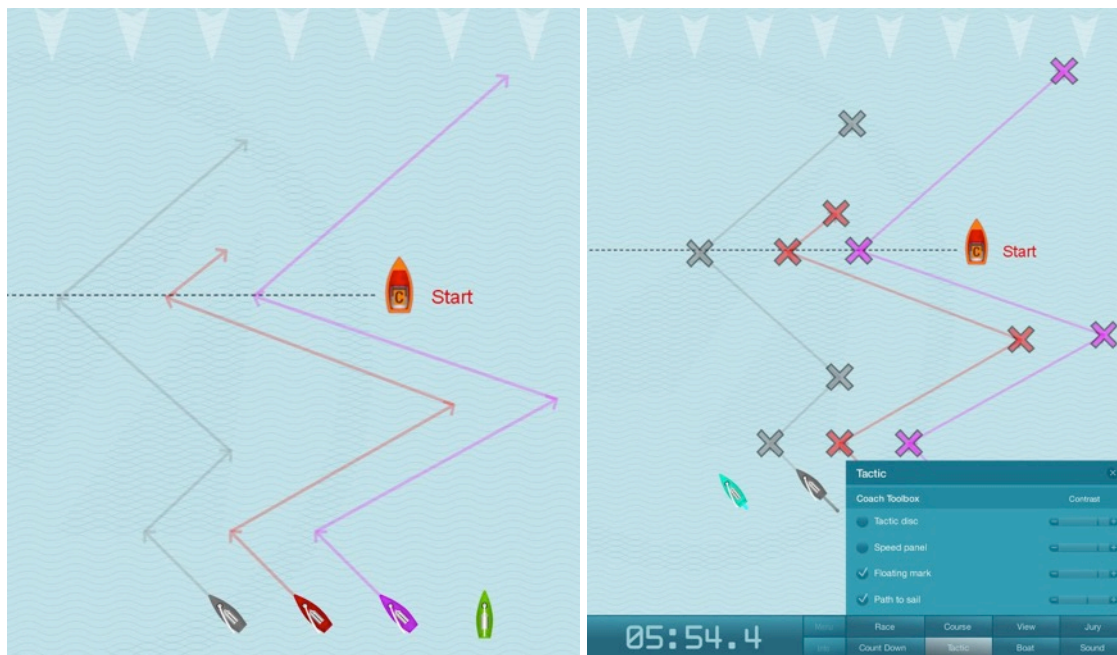 C
Start
C
Start
Tactic
Coach Toolbox Contrast
Tactic disc
Speed panel
Floating mark
Path to sail
05:54.4
Menu Race Course View Jury
Info Count Down Tactic Boat Sound